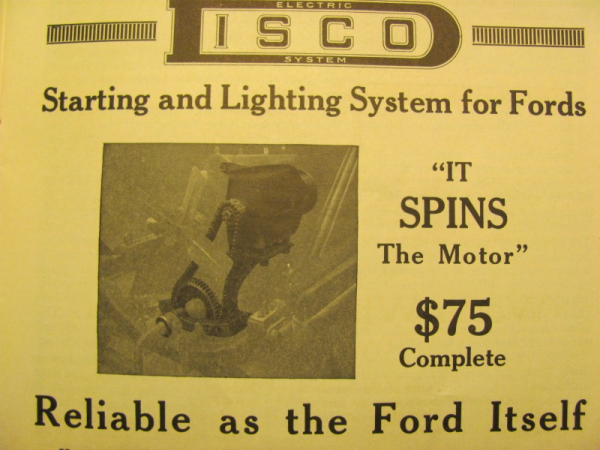 ELECTRIC
DISCO
SYSTEM
Starting and Lighting System for Fords
"IT
SPINS
The Motor"
$75
Complete
Reliable as the Ford Itself